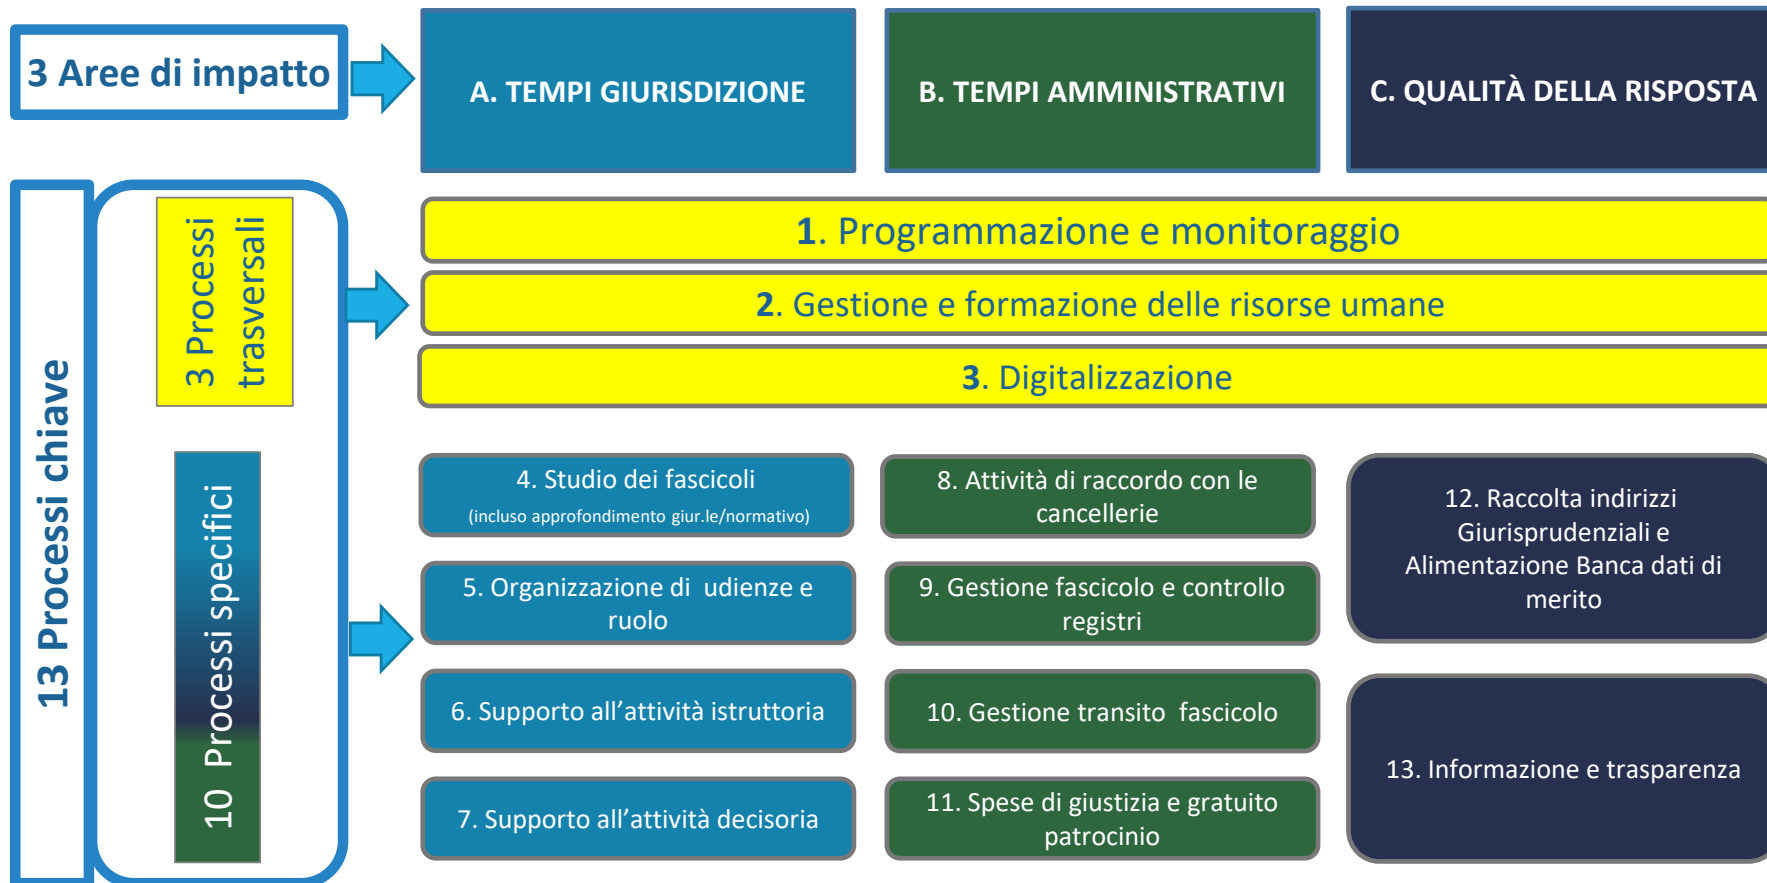 3 Aree di impatto
A. TEMPI GIURISDIZIONE
B. TEMPI AMMINISTRATIVI
C. QUALITÀ DELLA RISPOSTA
13 Processi chiave
3 Processi
trasversali
1. Programmazione e monitoraggio
2. Gestione e formazione delle risorse umane
3. Digitalizzazione
10 Processi specifici
4. Studio dei fascicoli
(incluso approfondimento giur.le/normativo)
5. Organizzazione di udienze e
ruolo
6. Supporto all'attività istruttoria
7. Supporto all'attività decisoria
8. Attività di raccordo con le
cancellerie
9. Gestione fascicolo e controllo
registri
10. Gestione transito fascicolo
11. Spese di giustizia e gratuito
patrocinio
12. Raccolta indirizzi
Giurisprudenziali e
Alimentazione Banca dati di
merito
13. Informazione e trasparenza